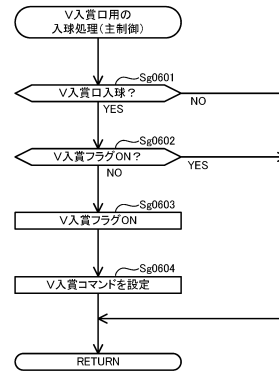 V入賞口用の
入球処理(主制御)
Sg0601
V入賞口入球?
NO
YES
Sg0602
V入賞フラグON?
YES
NO
Sg0603
V入賞フラグON
Sg0604
V入賞コマンドを設定
RETURN